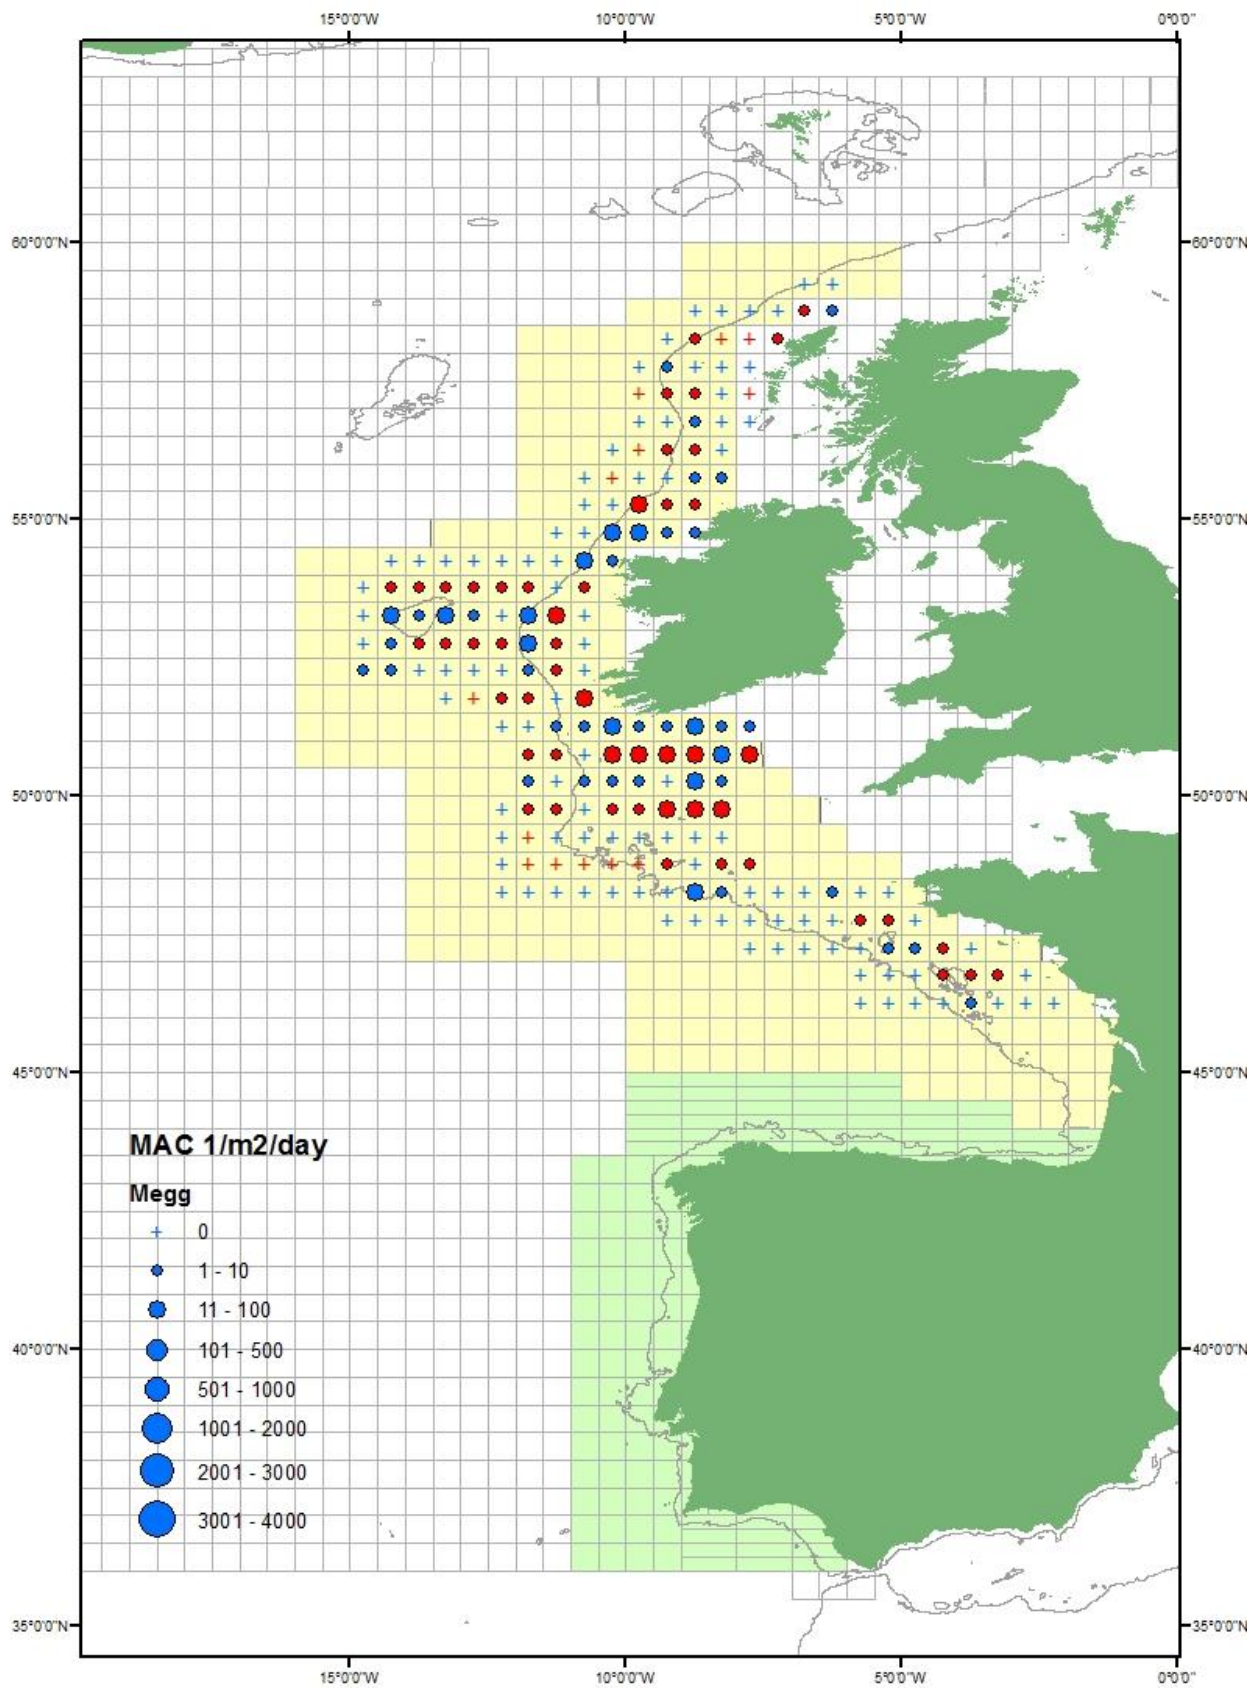 15°0'0"W 10°0'0"W 5°0'0"W 0°0'0"
60°0'0"N 60°0'0"N
55°0'0"N 55°0'0"N
50°0'0"N 50°0'0"N
45°0'0"N 45°0'0"N
MAC 1/m2/day
Megg
0
1 - 10
11 - 100
101 - 500
40°0'0"N 40°0'0"N
501 - 1000
1001 - 2000
2001 - 3000
3001 - 4000
35°0'0"N 35°0'0"N
15°0'0"W 10°0'0"W 5°0'0"W 0°0'0"